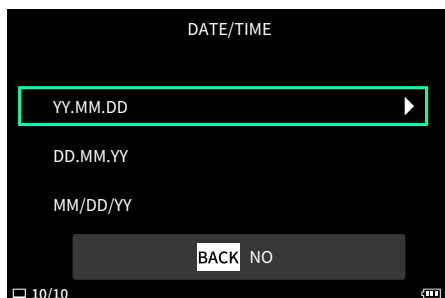 DATE/TIME
YY.MM.DD
DD.MM.YY
MM/DD/YY
BACK NO
10/10